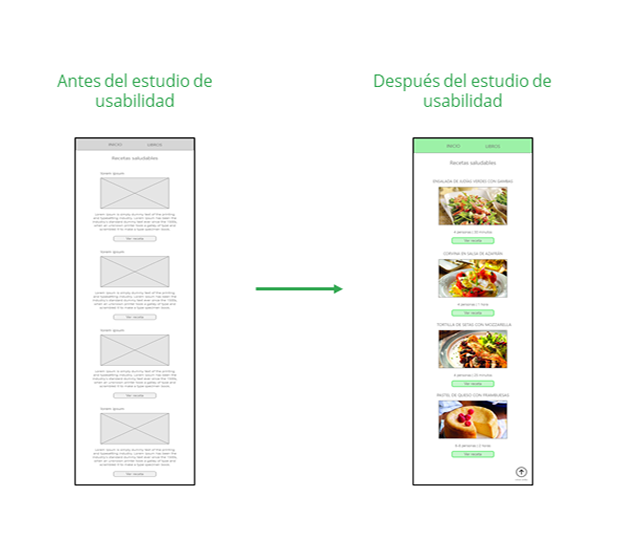 Antes del estudio de
usabilidad
Después del estudio de
usabilidad
INICIO LIBROS
Recetas saludables
lorem ipsum
Lorem Ipsum is simply dummy text of the printing
and typesetting industry. Lorem Ipsum has been the
industry's standard dummy text ever since the 1500s,
when an unknown printer took a galley of type and
scrambled it to make a type specimen book.
Ver receta
lorem ipsum
Lorem Ipsum is simply dummy text of the printing
and typesetting industry. Lorem Ipsum has been the
industry's standard dummy text ever since the 1500s,
when an unknown printer took a galley of type and
scrambled it to make a type specimen book.
Ver receta
lorem ipsum
Lorem Ipsum is simply dummy text of the printing
and typesetting industry. Lorem Ipsum has been the
industry's standard dummy text ever since the 1500s,
when an unknown printer took a galley of type and
scrambled it to make a type specimen book.
Ver receta
lorem ipsum
Lorem Ipsum is simply dummy text of the printing
and typesetting industry. Lorem Ipsum has been the
industry's standard dummy text ever since the 1500s,
when an unknown printer took a galley of type and
scrambled it to make a type specimen book.
Ver receta
INICIO LIBROS
Recetas saludables
ENSALADA DE JUDÍAS VERDES CON GAMBAS
4 personas | 30 minutos
Ver receta
CORVINA EN SALSA DE AZAFRÁN
4 personas | 1 hora
Ver receta
TORTILLA DE SETAS CON MOZZARELLA
4 personas | 20 minutos
Ver receta
PASTEL DE QUESO CON FRAMBUESAS
Ver receta